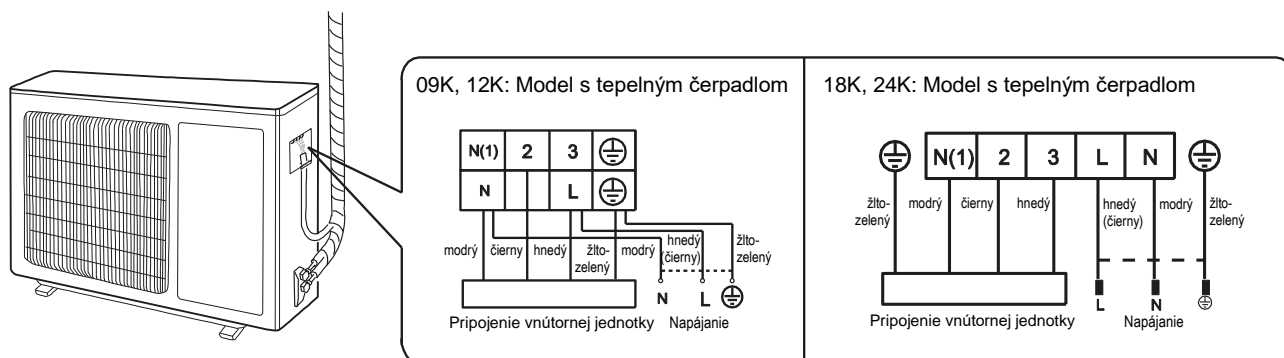 09K, 12K: Model s tepelným čerpadlom
N(1) 2 3
N L
modrý čierny hnedý žlto-
zelený modrý hnedý
(čierny) žlto-
zelený
N L
Pripojenie vnútornej jednotky Napájanie
18K, 24K: Model s tepelným čerpadlom
N(1) 2 3 L N
žlto-
zelený modrý čierny hnedý hnedý
(čierny) modrý žlto-
zelený
L N
Pripojenie vnútornej jednotky Napájanie